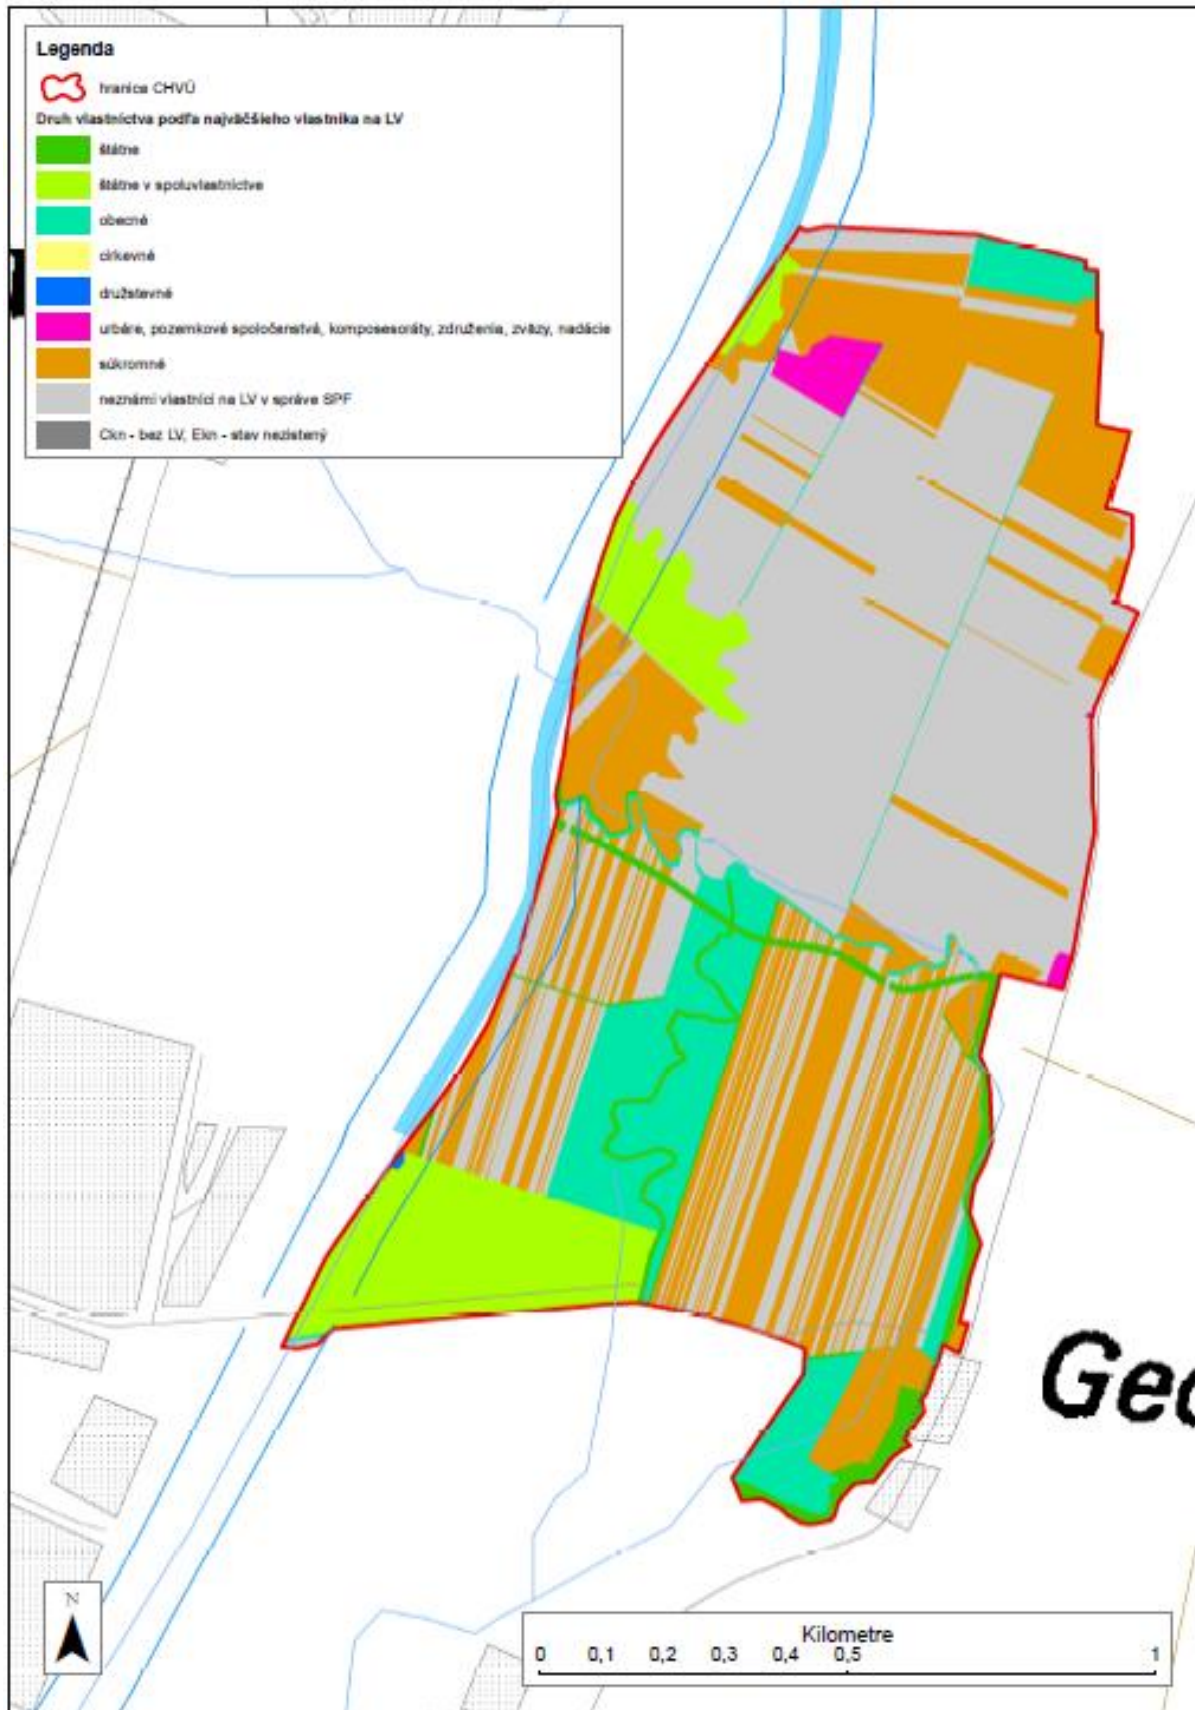 Legenda
hranice CHVÚ
Druh vlastníctva podľa najväčšieho vlastníka na LV
štátne
štátne v spoluvlastníctve
obecné
cirkevné
družstevné
urbáre, pozemkové spoločenstvá, komposesoráty, združenia, zväzy, nadácie
súkromné
neznámi vlastníci na LV v správe SPF
Ckn - bez LV, Ekn - stav nezistený
Geo
N
Kilometre
0 0,1 0,2 0,3 0,4 0,5 1